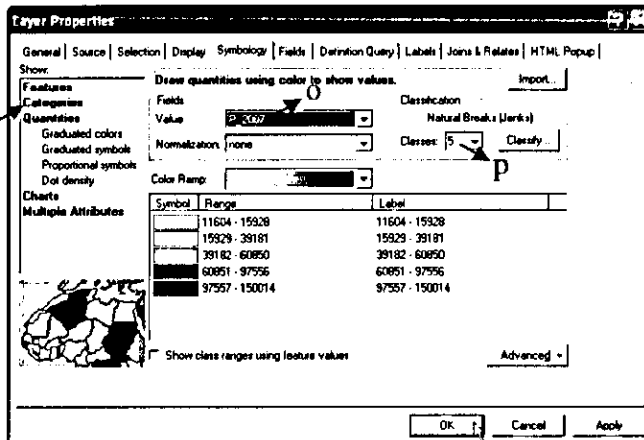 Layer Properties
General | Source | Selection | Display | Symbology | Fields | Definition Query | Labels | Joins & Relates | HTML Popup
Show:
Features
Categories
Quantities
Graduated colors
Graduated symbols
Proportional symbols
Dot density
Charts
Multiple Attributes
Draw quantities using color to show values.
Import...
Fields
Value:
P_2007
O
Normalization: none
Classification
Natural Breaks (Jenks)
Classes: 5
Classify...
p
Color Ramp:
Symbol Range Label
11604 - 15928 11604 - 15928
15929 - 39181 15929 - 39181
39182 - 60850 39182 - 60850
60851 - 97556 60851 - 97556
97557 - 150014 97557 - 150014
Show class ranges using feature values
Advanced
OK Cancel Apply